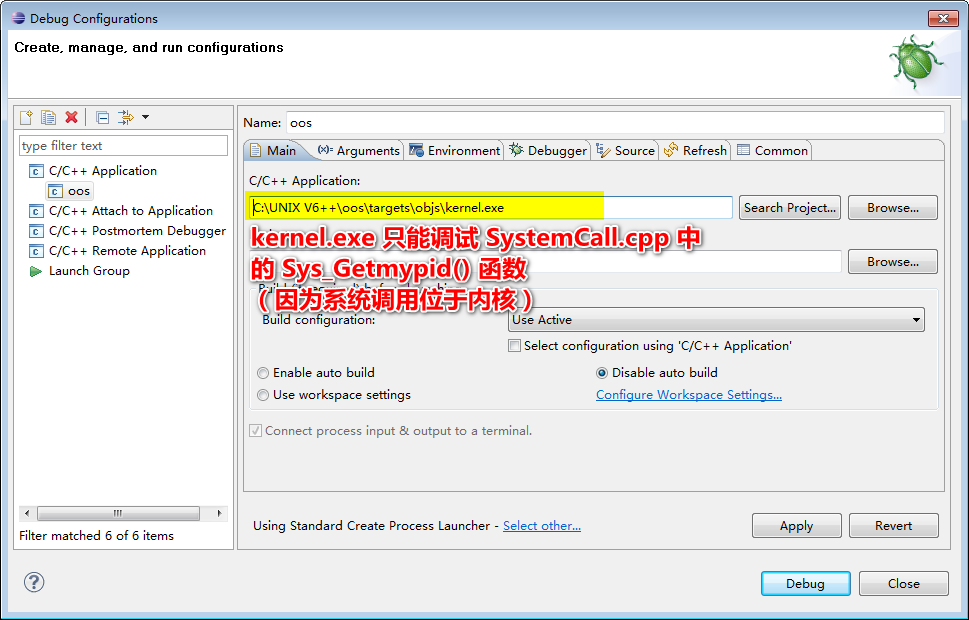 Debug Configurations
Create, manage, and run configurations
type filter text
C/C++ Application
oos
C/C++ Attach to Application
C/C++ Postmortem Debugger
C/C++ Remote Application
Launch Group
Filter matched 6 of 6 items
Name: oos
Main (x)= Arguments Environment Debugger Source Refresh Common
C/C++ Application:
C:\UNIX V6++\oos\targets\objs\kernel.exe
Search Project... Browse...
kernel.exe 只能调试 SystemCall.cpp 中
的 Sys_Getmypid() 函数
（因为系统调用位于内核）
Browse...
Build configuration: Use Active
Select configuration using 'C/C++ Application'
Enable auto build Disable auto build
Use workspace settings Configure Workspace Settings...
Connect process input & output to a terminal.
Using Standard Create Process Launcher - Select other...
Apply Revert
Debug Close